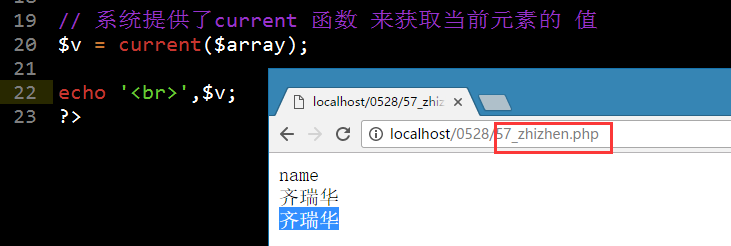 19 // 系统提供了current 函数 来获取当前元素的 值
20 $v = current($array);
21
22 echo '<br>',$v;
23 ?>
localhost/0528/57_zhiz
localhost/0528/57_zhizhen.php
name
齐瑞华
齐瑞华